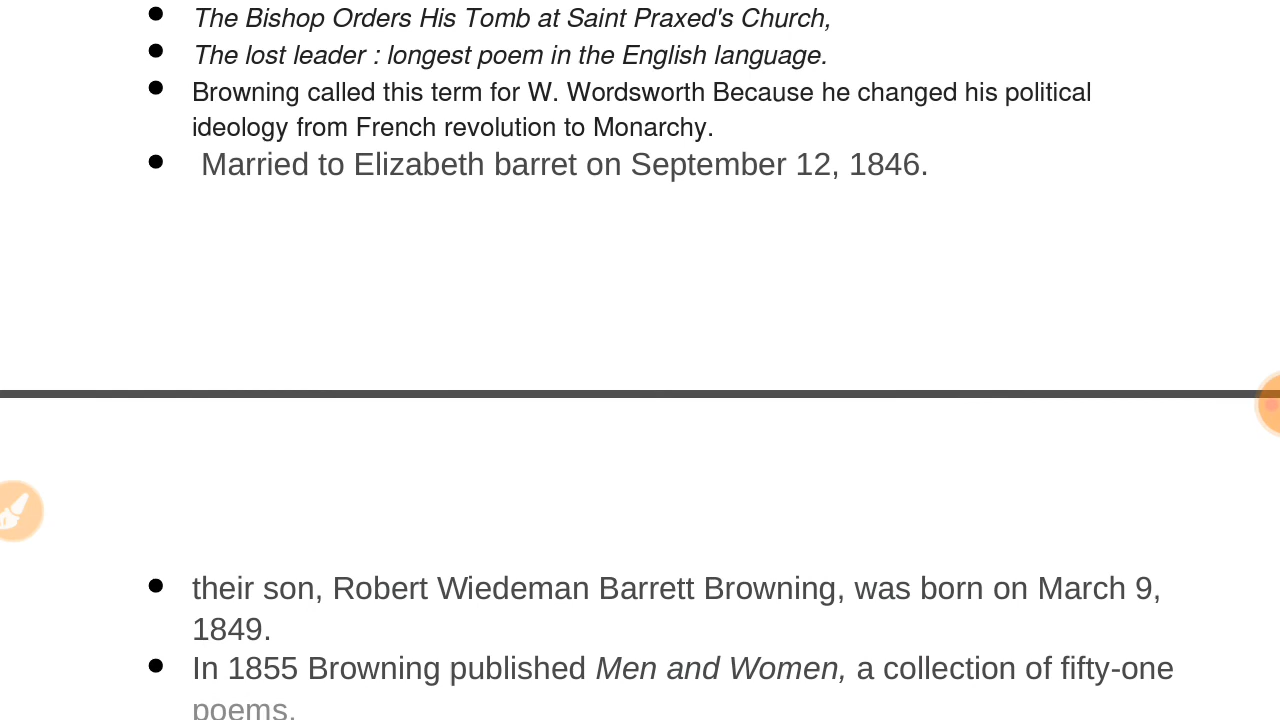 The Bishop Orders His Tomb at Saint Praxed's Church,
The lost leader : longest poem in the English language.
Browning called this term for W. Wordsworth Because he changed his political
ideology from French revolution to Monarchy.
Married to Elizabeth barret on September 12, 1846.
their son, Robert Wiedeman Barrett Browning, was born on March 9,
1849.
In 1855 Browning published Men and Women, a collection of fifty-one
poems.